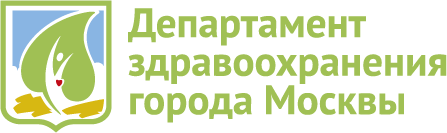 Департамент
здравоохранения
города Москвы